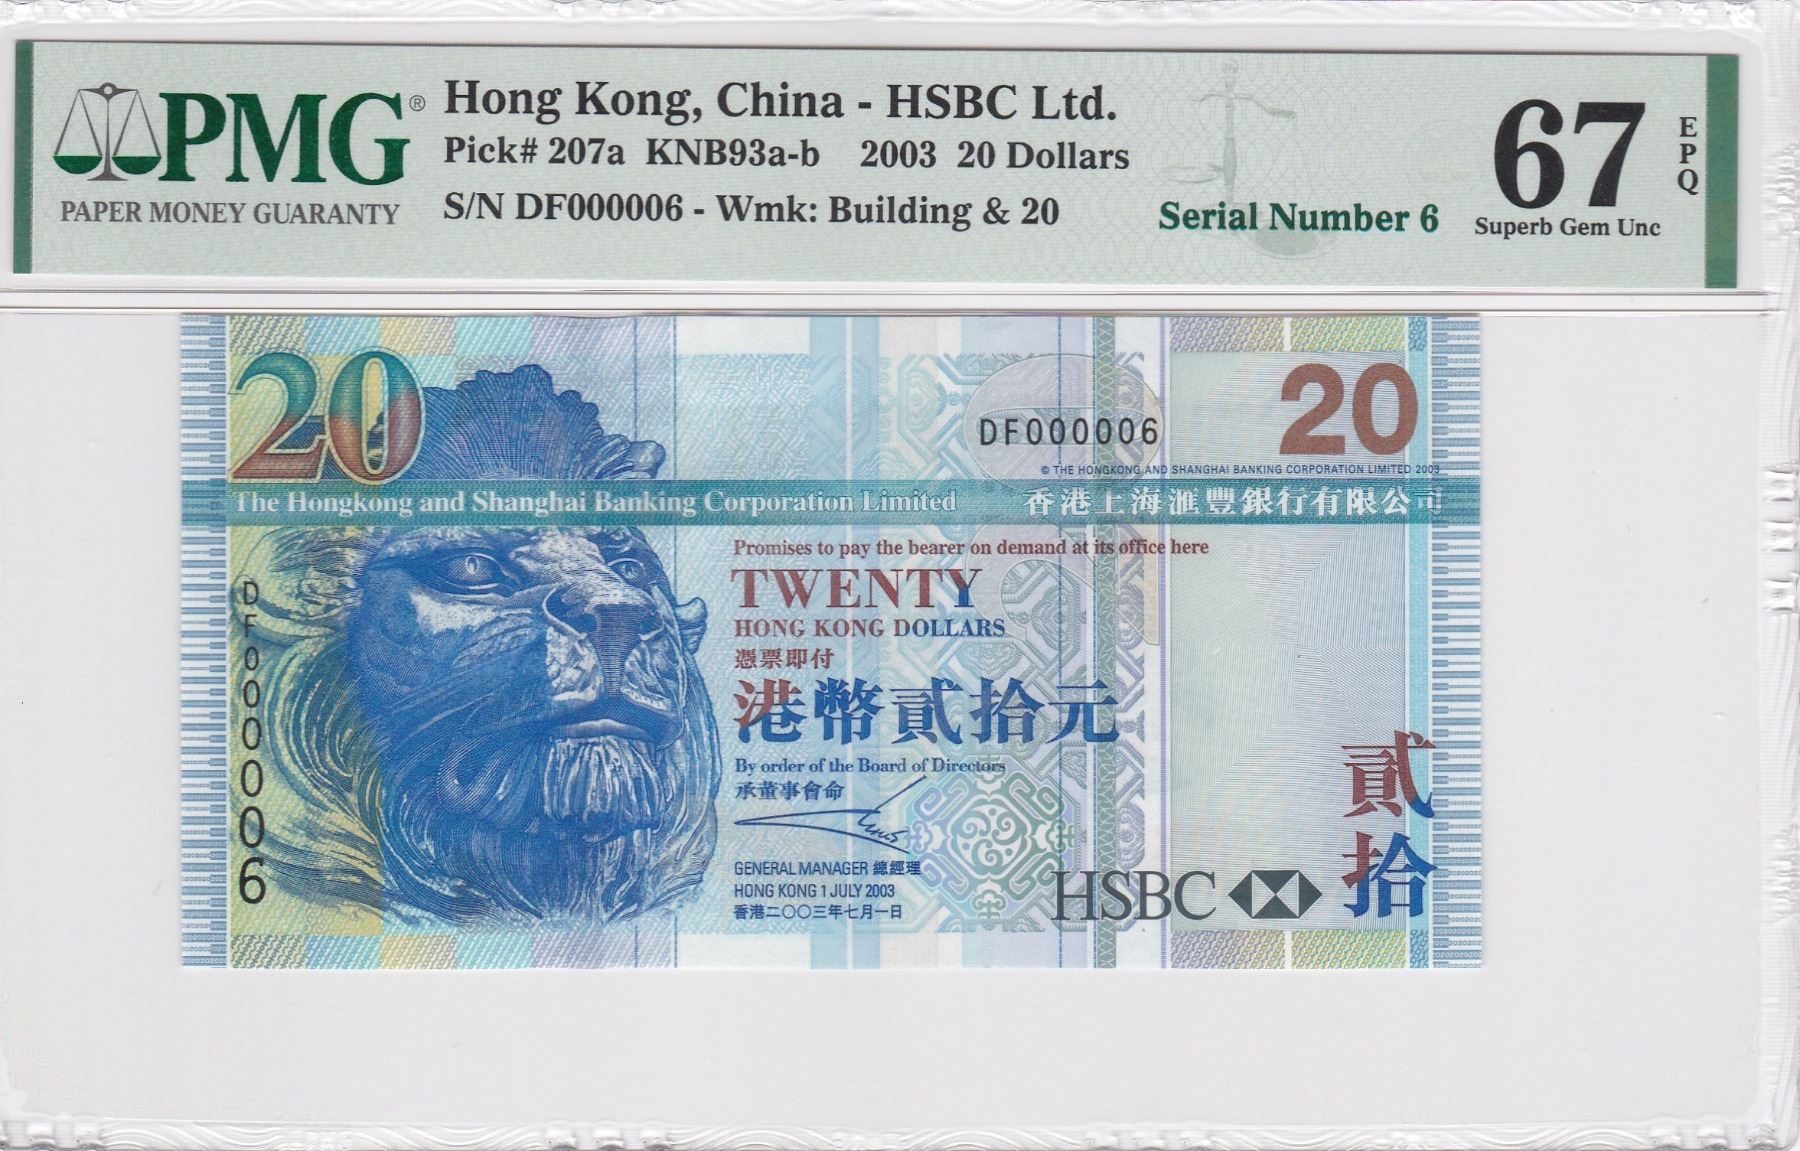 PMG®
PAPER MONEY GUARANTY
Hong Kong, China - HSBC Ltd.
Pick# 207a KNB93a-b 2003 20 Dollars
S/N DF000006 - Wmk: Building & 20
Serial Number 6
67
EPQ
Superb Gem Unc
20
DF000006
20
© THE HONGKONG AND SHANGHAI BANKING CORPORATION LIMITED 2003
The Hongkong and Shanghai Banking Corporation Limited 香港上海滙豐銀行有限公司
Promises to pay the bearer on demand at its office here
TWENTY
HONG KONG DOLLARS
憑票即付
港幣貳拾元
By order of the Board of Directors
承董事會命
GENERAL MANAGER 總經理
HONG KONG 1 JULY 2003
香港二〇〇三年七月一日
DF000006
HSBC
貳拾